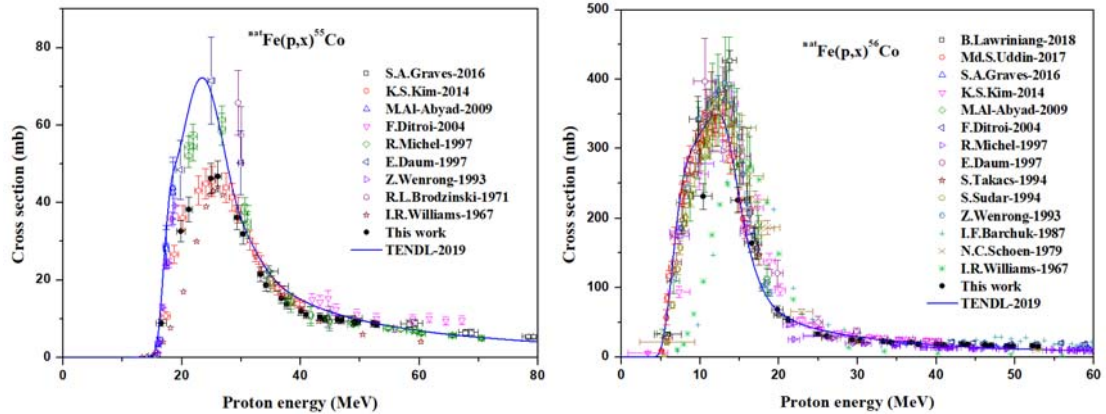 natFe(p,x)55Co
S.A.Graves-2016
K.S.Kim-2014
M.Al-Abyad-2009
F.Ditroi-2004
R.Michel-1997
E.Daum-1997
Z.Wenrong-1993
R.L.Brodzinski-1971
I.R.Williams-1967
This work
TENDL-2019
Cross section (mb)
80
60
40
20
0
0 20 40 60 80
Proton energy (MeV)
natFe(p,x)56Co
B.Lawriniang-2018
Md.S.Uddin-2017
S.A.Graves-2016
K.S.Kim-2014
M.Al-Abyad-2009
F.Ditroi-2004
R.Michel-1997
E.Daum-1997
S.Takacs-1994
S.Sudar-1994
Z.Wenrong-1993
I.F.Barchuk-1987
N.C.Schoen-1979
I.R.Williams-1967
This work
TENDL-2019
Cross section (mb)
500
400
300
200
100
0
0 10 20 30 40 50 60
Proton energy (MeV)